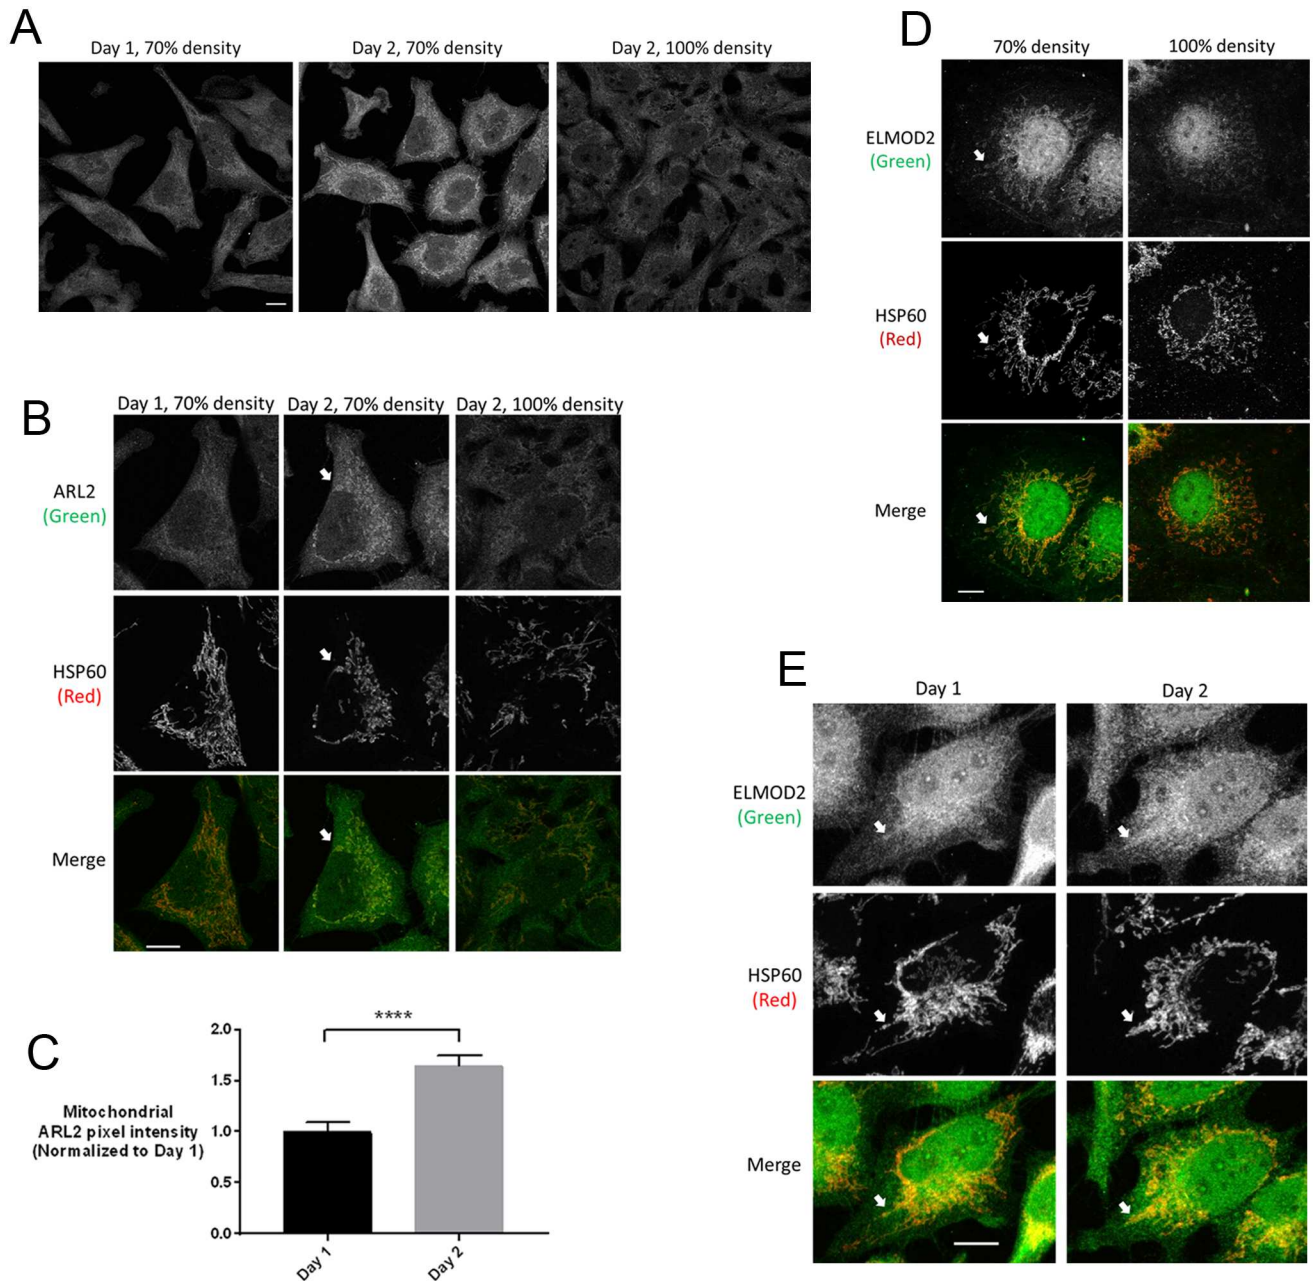 A
Day 1, 70% density
Day 2, 70% density
Day 2, 100% density
B
Day 1, 70% density
Day 2, 70% density
Day 2, 100% density
ARL2
(Green)
HSP60
(Red)
Merge
C
Mitochondrial
ARL2 pixel intensity
(Normalized to Day 1)
2.0
1.5
1.0
0.5
0.0
****
Day 1
Day 2
D
70% density
100% density
ELMOD2
(Green)
HSP60
(Red)
Merge
E
Day 1
Day 2
ELMOD2
(Green)
HSP60
(Red)
Merge